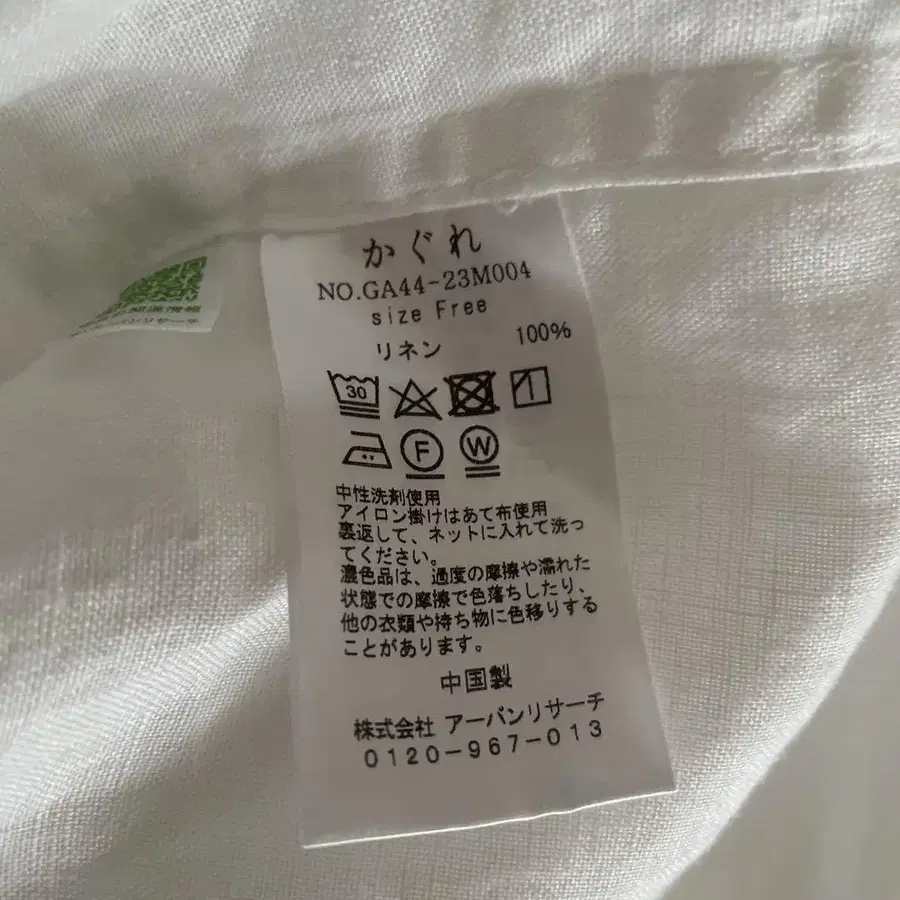 かぐれ
NO.GA44-23M004
size Free
リネン 100%
30
F W
中性洗剤使用
アイロン掛けはあて布使用
裏返して、ネットに入れて洗っ
てください。
濃色品は、過度の摩擦や濡れた
状態での摩擦で色落ちしたり、
他の衣類や持ち物に色移りする
ことがあります。
中国製
株式会社 アーバンリサーチ
0120-967-013